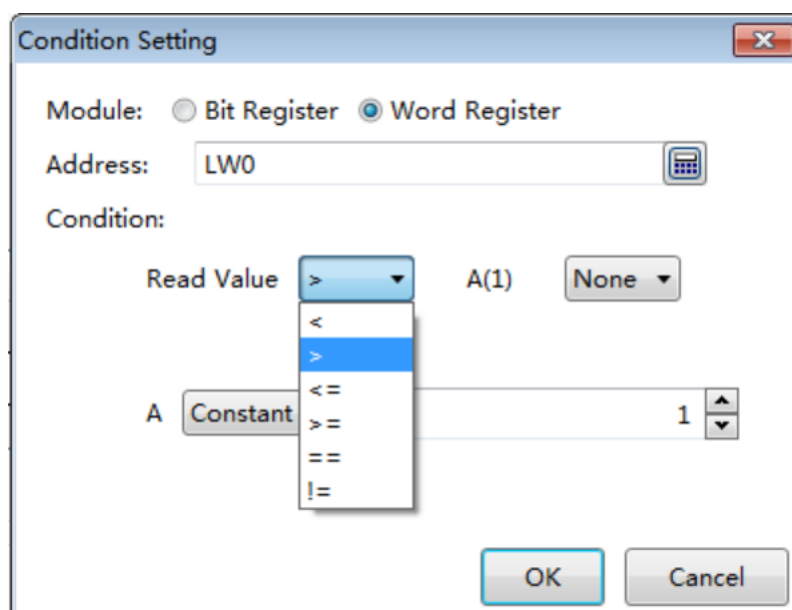 Condition Setting
Module: Bit Register Word Register
Address: LW0
Condition:
Read Value > A(1) None
<
>
<=
A Constant 1
>=
==
!=
OK Cancel